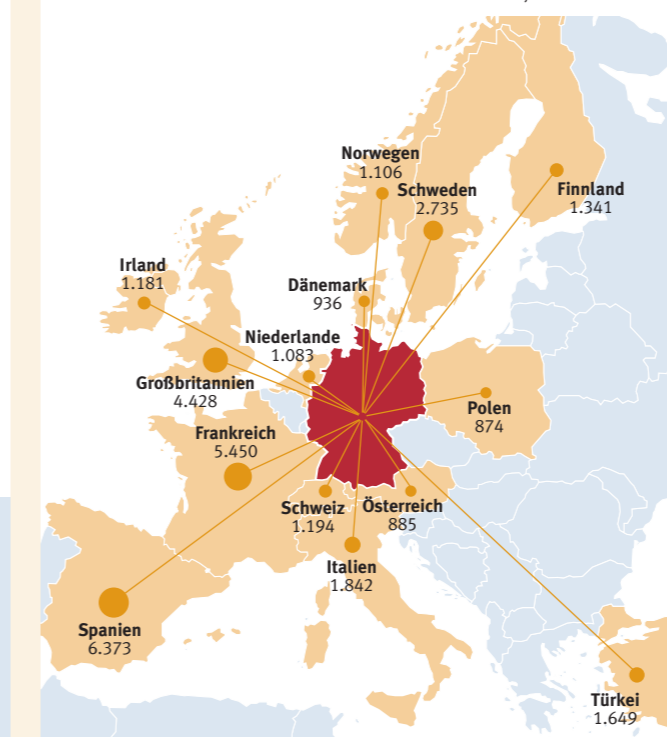 Norwegen
1.106
Schweden
2.735
Finnland
1.341
Irland
1.181
Dänemark
936
Niederlande
1.083
Großbritannien
4.428
Polen
874
Frankreich
5.450
Schweiz
1.194
Österreich
885
Italien
1.842
Spanien
6.373
Türkei
1.649